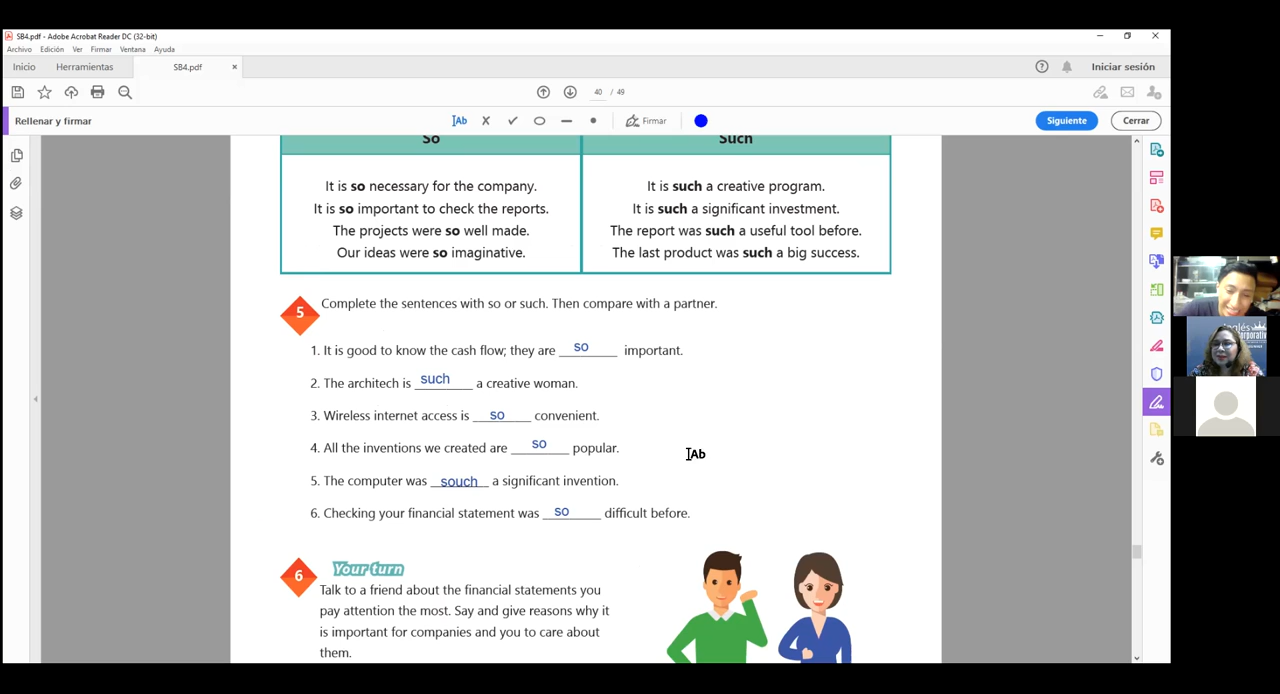 SB4.pdf - Adobe Acrobat Reader DC (32-bit)
Archivo Edición Ver Firmar Ventana Ayuda
Inicio Herramientas SB4.pdf × Iniciar sesión
40 / 49
Rellenar y firmar Ab Firmar Siguiente Cerrar
So Such
It is so necessary for the company. It is such a creative program.
It is so important to check the reports. It is such a significant investment.
The projects were so well made. The report was such a useful tool before.
Our ideas were so imaginative. The last product was such a big success.
5 Complete the sentences with so or such. Then compare with a partner.
1. It is good to know the cash flow; they are so important.
2. The architech is such a creative woman.
3. Wireless internet access is so convenient.
4. All the inventions we created are so popular.
Ab
5. The computer was souch a significant invention.
6. Checking your financial statement was so difficult before.
6 Your turn
Talk to a friend about the financial statements you
pay attention the most. Say and give reasons why it
is important for companies and you to care about
them.